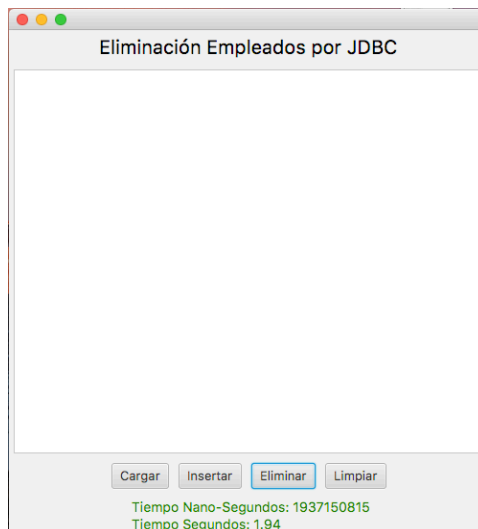 Eliminación Empleados por JDBC
Cargar Insertar Eliminar Limpiar
Tiempo Nano-Segundos: 1937150815
Tiempo Segundos: 1.94